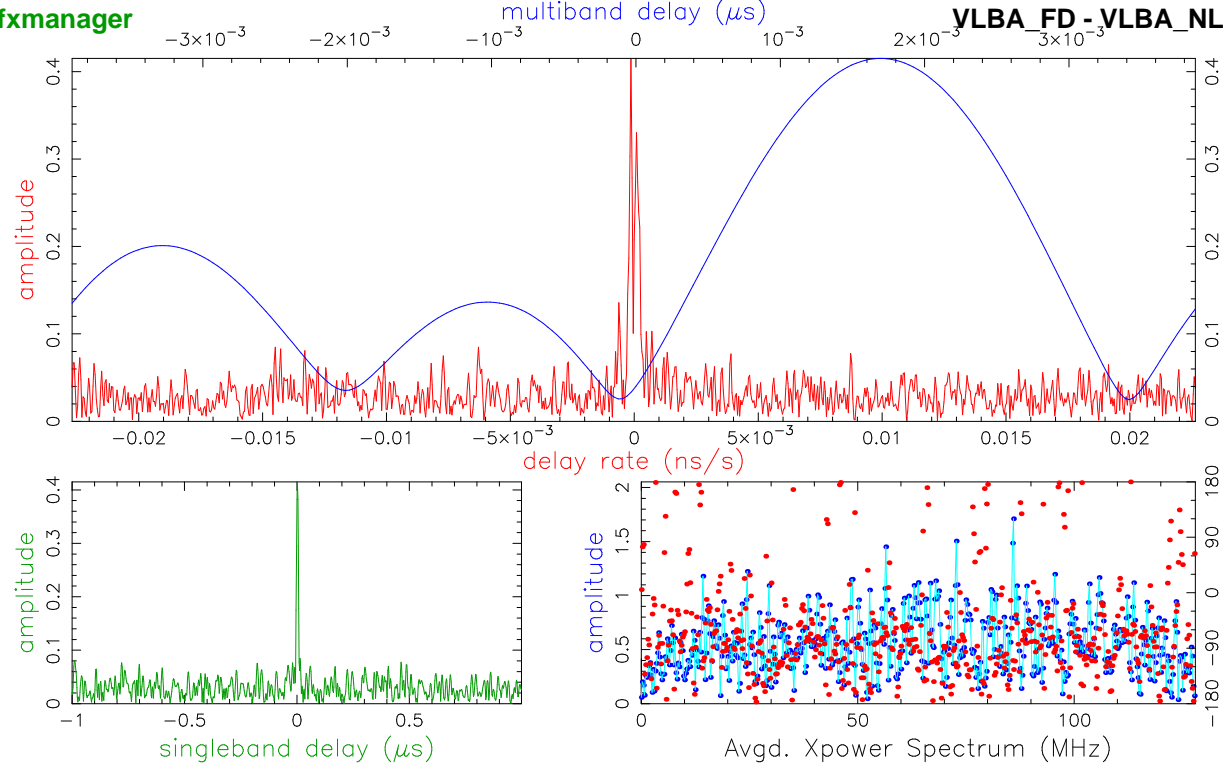 fxmanager
multiband delay (μs)
VLBA_FD - VLBA_NL
−3×10⁻³ −2×10⁻³ −10⁻³ 0 10⁻³ 2×10⁻³ 3×10⁻³
amplitude
0 0.1 0.2 0.3 0.4
0 0.1 0.2 0.3 0.4
−0.02 −0.015 −0.01 −5×10⁻³ 0 5×10⁻³ 0.01 0.015 0.02
delay rate (ns/s)
amplitude
0 0.1 0.2 0.3 0.4
−1 −0.5 0 0.5
singleband delay (μs)
amplitude
0 0.5 1 1.5 2
−180 −90 0 90 180
0 50 100
Avgd. Xpower Spectrum (MHz)